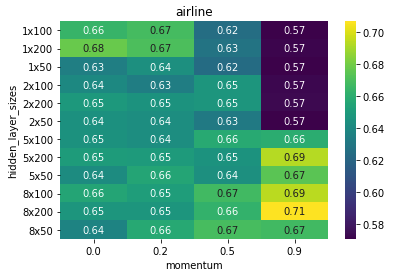 airline
1x100 0.66 0.67 0.62 0.57
1x200 0.68 0.67 0.63 0.57
1x50 0.63 0.64 0.62 0.57
2x100 0.64 0.63 0.65 0.57
2x200 0.65 0.65 0.65 0.57
2x50 0.64 0.64 0.63 0.57
5x100 0.65 0.64 0.66 0.66
5x200 0.65 0.65 0.65 0.69
5x50 0.64 0.66 0.64 0.67
8x100 0.66 0.65 0.67 0.69
8x200 0.65 0.65 0.66 0.71
8x50 0.64 0.66 0.67 0.67
0.0 0.2 0.5 0.9
momentum
hidden_layer_sizes
0.70
0.68
0.66
0.64
0.62
0.60
0.58